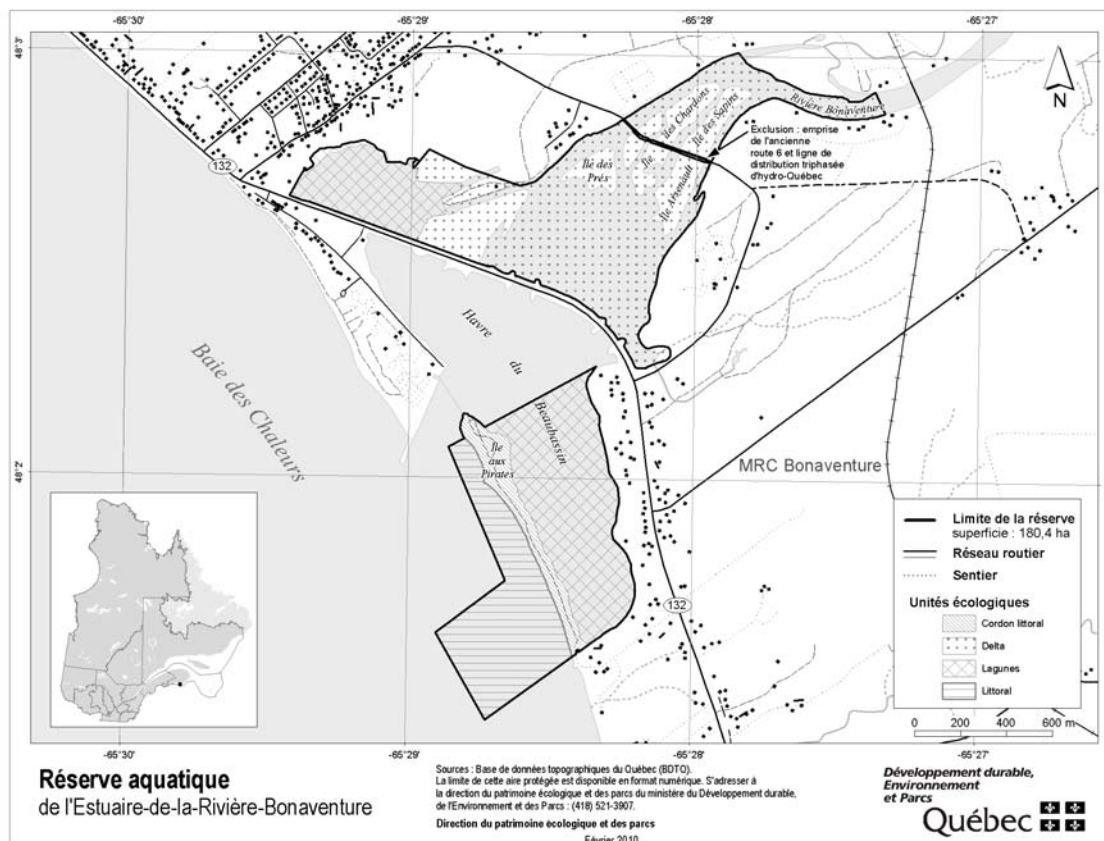 -65°30'
-65°29'
-65°28'
-65°27'
48°3'
48°2'
N
132
Rivière Bonaventure
Île des Chardons
Île des Sapins
Île des
Prés
Île Arsenault
Exclusion : emprise
de l'ancienne
route 6 et ligne de
distribution triphasée
d'hydro-Québec
Havre
du
Beaubassin
Baie des Chaleurs
Île
aux
Pirates
MRC Bonaventure
132
Limite de la réserve
superficie : 180,4 ha
Réseau routier
Sentier
Unités écologiques
Cordon littoral
Delta
Lagunes
Littoral
0 200 400 600 m
-65°30'
-65°29'
-65°28'
-65°27'
Réserve aquatique
de l'Estuaire-de-la-Rivière-Bonaventure
Sources : Base de données topographiques du Québec (BDTQ).
La limite de cette aire protégée est disponible en format numérique. S'adresser à
la direction du patrimoine écologique et des parcs du ministère du Développement durable,
de l'Environnement et des Parcs : (418) 521-3907.
Direction du patrimoine écologique et des parcs
Février 2010
Développement durable,
Environnement
et Parcs
Québec